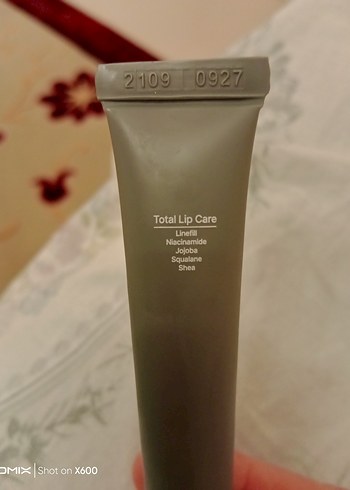 2109 0927
Total Lip Care
Linefill
Niacinamide
Jojoba
Squalane
Shea
OMIX | Shot on X600